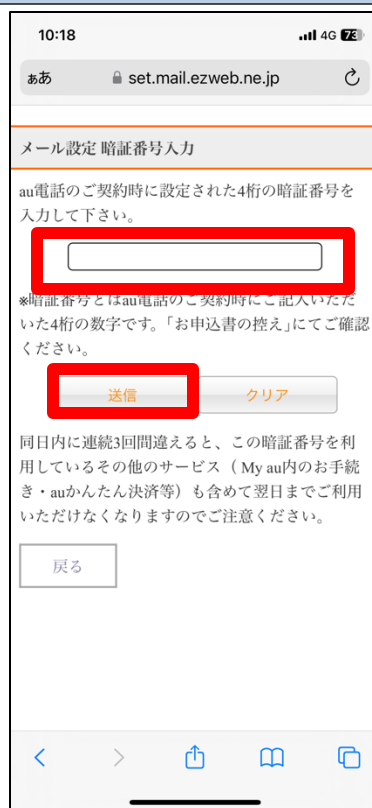 10:18
4G 73
ぁあ set.mail.ezweb.ne.jp
メール設定 暗証番号入力
au電話のご契約時に設定された4桁の暗証番号を
入力して下さい。
※暗証番号とはau電話のご契約時にご記入いただ
いた4桁の数字です。「お申込書の控え」にてご確認
ください。
送信
クリア
同日内に連続3回間違えると、この暗証番号を利
用しているその他のサービス（ My au内のお手続
き・auかんたん決済等）も含めて翌日までご利用
いただけなくなりますのでご注意ください。
戻る